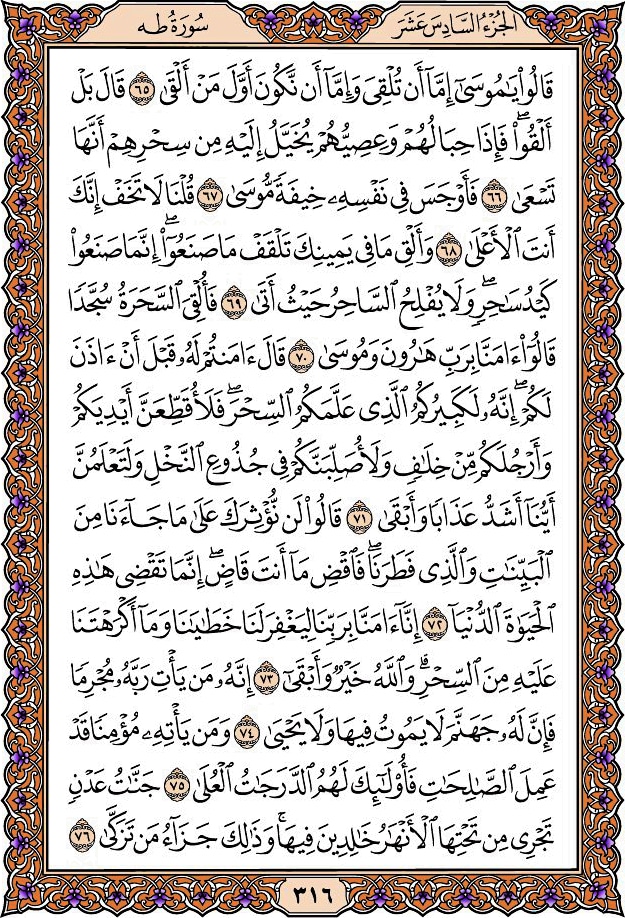 الجُزْءُ السَّادِسَ عَشَرَ
سُورَةُ طه
قَالُوا۟ يَـٰمُوسَىٰٓ إِمَّآ أَن تُلْقِىَ وَإِمَّآ أَن نَّكُونَ أَوَّلَ مَنْ أَلْقَىٰ ٦٥ قَالَ بَلْ
أَلْقُوا۟ ۖ فَإِذَا حِبَالُهُمْ وَعِصِيُّهُمْ يُخَيَّلُ إِلَيْهِ مِن سِحْرِهِمْ أَنَّهَا
تَسْعَىٰ ٦٦ فَأَوْجَسَ فِى نَفْسِهِۦ خِيفَةً مُّوسَىٰ ٦٧ قُلْنَا لَا تَخَفْ إِنَّكَ
أَنتَ ٱلْأَعْلَىٰ ٦٨ وَأَلْقِ مَا فِى يَمِينِكَ تَلْقَفْ مَا صَنَعُوٓا۟ ۖ إِنَّمَا صَنَعُوا۟
كَيْدُ سَـٰحِرٍ ۖ وَلَا يُفْلِحُ ٱلسَّاحِرُ حَيْثُ أَتَىٰ ٦٩ فَأُلْقِىَ ٱلسَّحَرَةُ سُجَّدًا
قَالُوٓا۟ ءَامَنَّا بِرَبِّ هَـٰرُونَ وَمُوسَىٰ ٧٠ قَالَ ءَامَنتُمْ لَهُۥ قَبْلَ أَنْ ءَاذَنَ
لَكُمْ ۖ إِنَّهُۥ لَكَبِيرُكُمُ ٱلَّذِى عَلَّمَكُمُ ٱلسِّحْرَ ۖ فَلَأُقَطِّعَنَّ أَيْدِيَكُمْ
وَأَرْجُلَكُم مِّنْ خِلَـٰفٍ وَلَأُصَلِّبَنَّكُمْ فِى جُذُوعِ ٱلنَّخْلِ وَلَتَعْلَمُنَّ
أَيُّنَآ أَشَدُّ عَذَابًا وَأَبْقَىٰ ٧١ قَالُوا۟ لَن نُّؤْثِرَكَ عَلَىٰ مَا جَآءَنَا مِنَ
ٱلْبَيِّنَـٰتِ وَٱلَّذِى فَطَرَنَا ۖ فَٱقْضِ مَآ أَنتَ قَاضٍ ۖ إِنَّمَا تَقْضِى هَـٰذِهِ
ٱلْحَيَوٰةَ ٱلدُّنْيَآ ٧٢ إِنَّآ ءَامَنَّا بِرَبِّنَا لِيَغْفِرَ لَنَا خَطَـٰيَـٰنَا وَمَآ أَكْرَهْتَنَا
عَلَيْهِ مِنَ ٱلسِّحْرِ ۗ وَٱللَّهُ خَيْرٌ وَأَبْقَىٰٓ ٧٣ إِنَّهُۥ مَن يَأْتِ رَبَّهُۥ مُجْرِمًا
فَإِنَّ لَهُۥ جَهَنَّمَ لَا يَمُوتُ فِيهَا وَلَا يَحْيَىٰ ٧٤ وَمَن يَأْتِهِۦ مُؤْمِنًا قَدْ
عَمِلَ ٱلصَّـٰلِحَـٰتِ فَأُو۟لَـٰٓئِكَ لَهُمُ ٱلدَّرَجَـٰتُ ٱلْعُلَىٰ ٧٥ جَنَّـٰتُ عَدْنٍ
تَجْرِى مِن تَحْتِهَا ٱلْأَنْهَـٰرُ خَـٰلِدِينَ فِيهَا ۚ وَذَٰلِكَ جَزَآءُ مَن تَزَكَّىٰ ٧٦
٣١٦